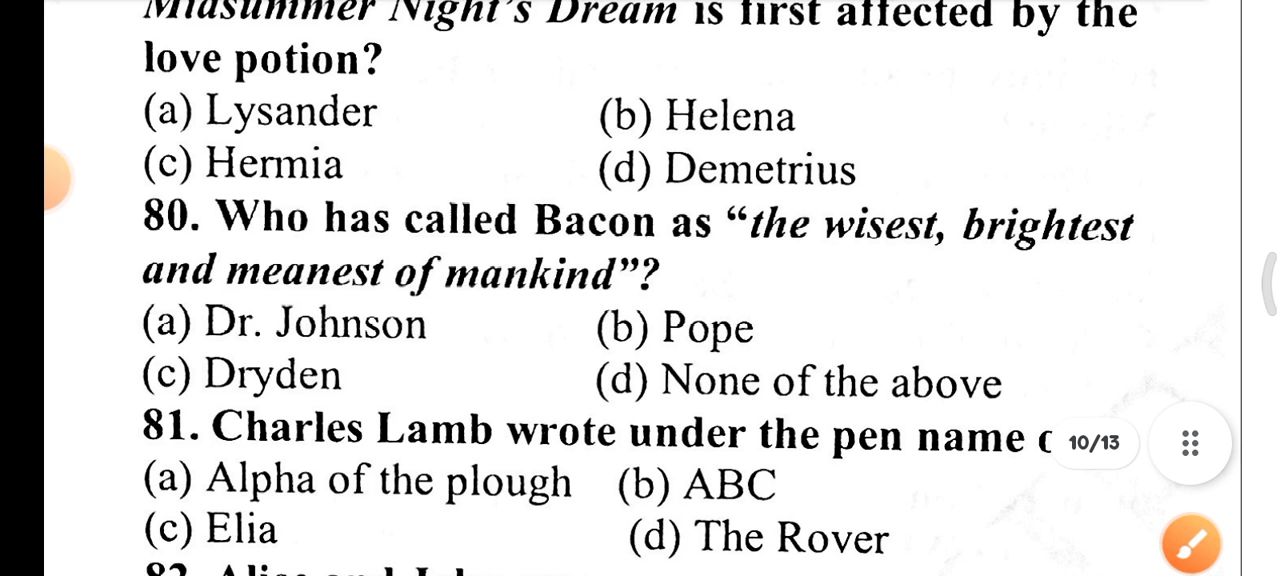 Midsummer Night's Dream is first affected by the
love potion?
(a) Lysander (b) Helena
(c) Hermia (d) Demetrius
80. Who has called Bacon as “the wisest, brightest
and meanest of mankind”?
(a) Dr. Johnson (b) Pope
(c) Dryden (d) None of the above
81. Charles Lamb wrote under the pen name
10/13
(a) Alpha of the plough (b) ABC
(c) Elia (d) The Rover